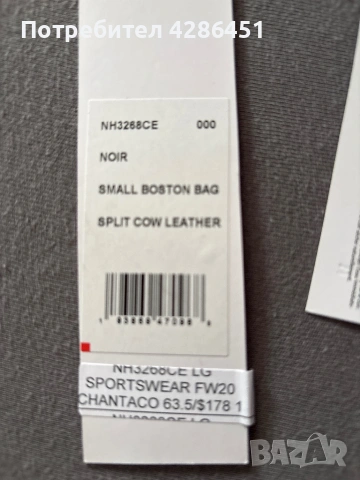 Потребител 4286451
NH3268CE 000
NOIR
SMALL BOSTON BAG
SPLIT COW LEATHER
NH3268CE LG
SPORTSWEAR FW20
CHANTACO 63.5/$178 1
BAZAR